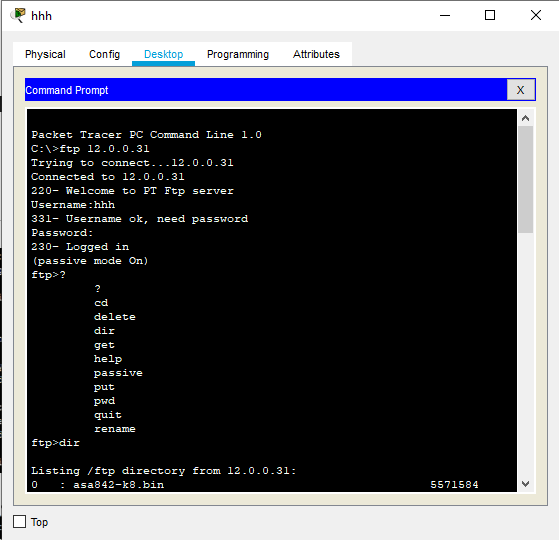 hhh
Physical Config Desktop Programming Attributes
Command Prompt
X
Packet Tracer PC Command Line 1.0
C:\>ftp 12.0.0.31
Trying to connect...12.0.0.31
Connected to 12.0.0.31
220- Welcome to PT Ftp server
Username:hhh
331- Username ok, need password
Password:
230- Logged in
(passive mode On)
ftp>?
?
cd
delete
dir
get
help
passive
put
pwd
quit
rename
ftp>dir
Listing /ftp directory from 12.0.0.31:
0 : asa842-k8.bin 5571584
Top